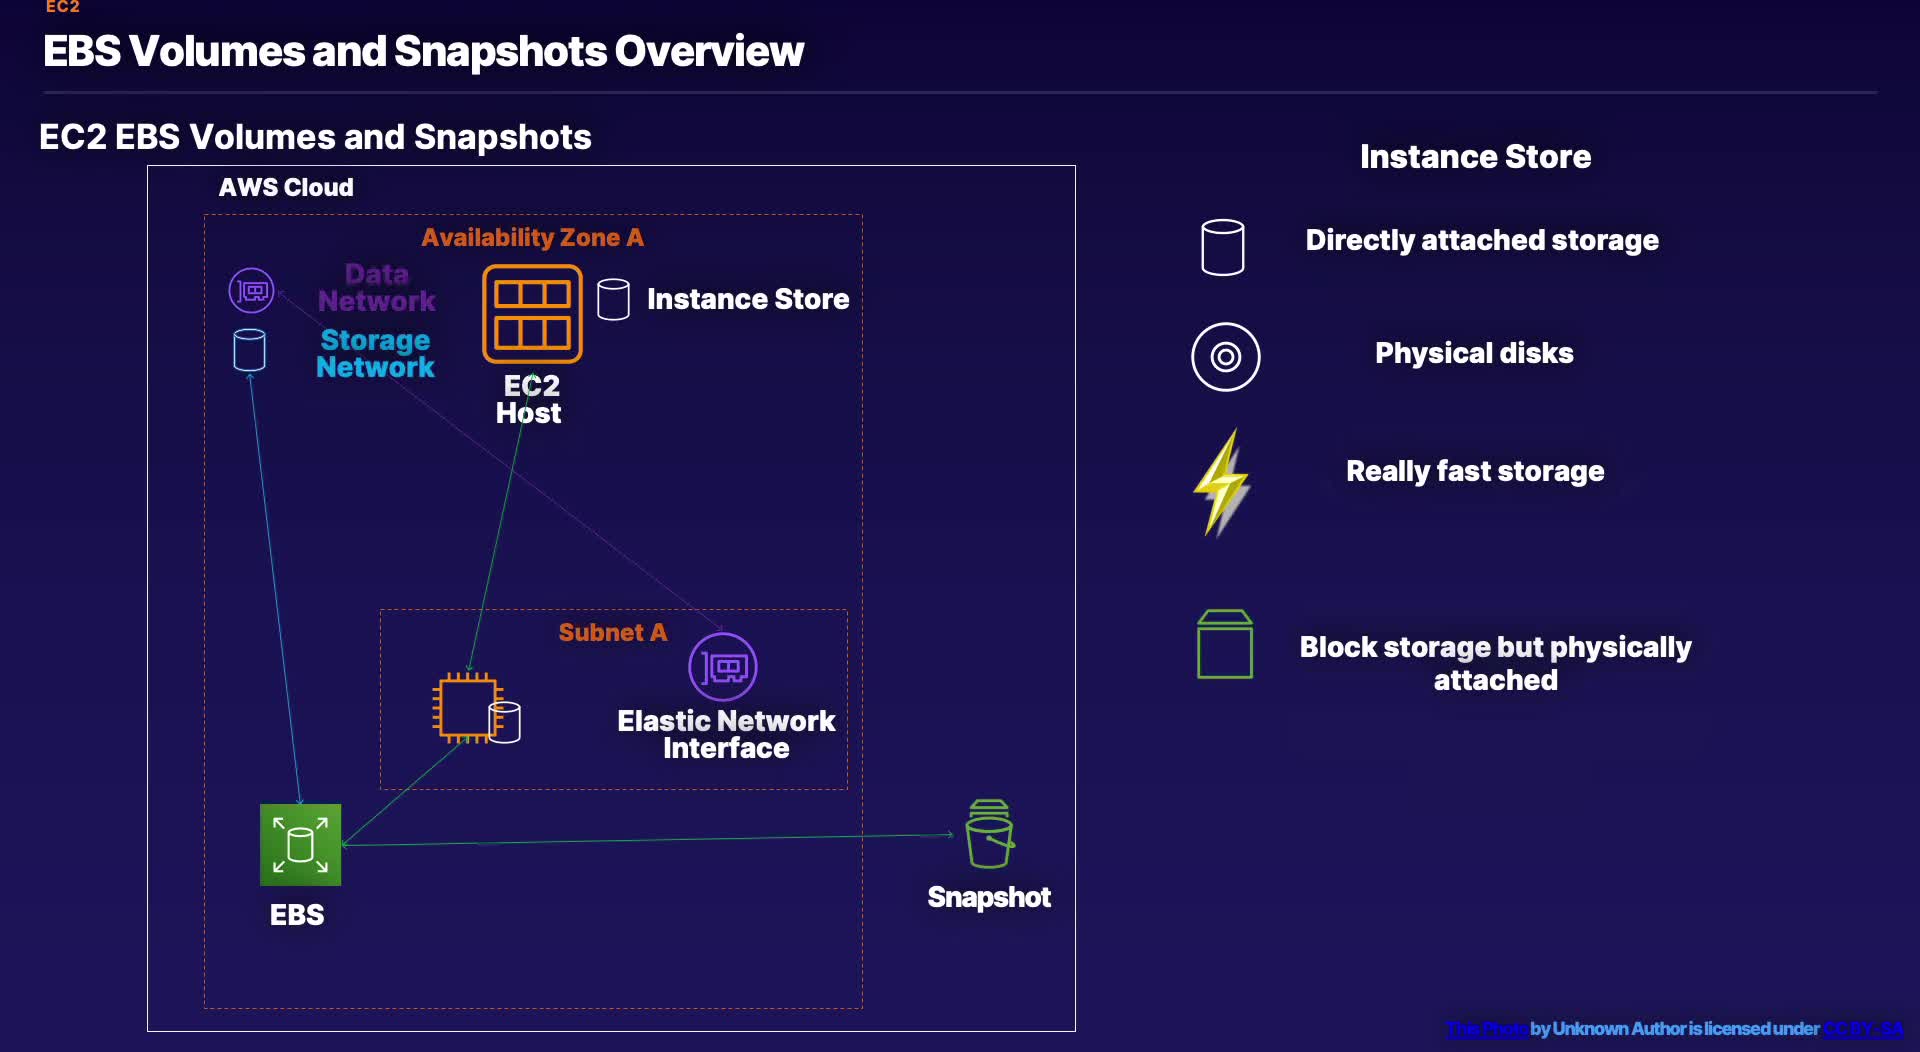 EC2
EBS Volumes and Snapshots Overview
EC2 EBS Volumes and Snapshots
AWS Cloud
Availability Zone A
Data
Network
Storage
Network
Instance Store
EC2
Host
Subnet A
Elastic Network
Interface
EBS
Snapshot
Instance Store
Directly attached storage
Physical disks
Really fast storage
Block storage but physically
attached
This Photo by Unknown Author is licensed under CC BY-SA